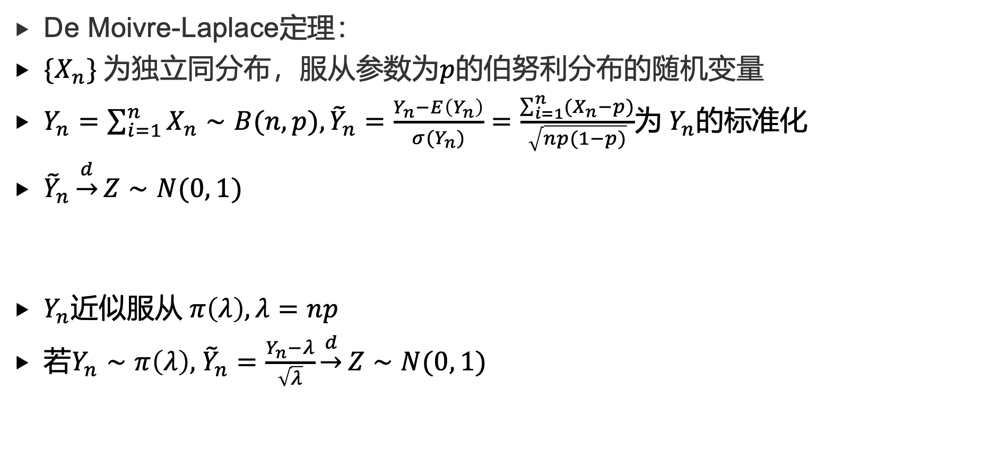 ▶ De Moivre-Laplace定理：
▶ {Xₙ} 为独立同分布，服从参数为p的伯努利分布的随机变量
▶ $Y_n = \sum_{i=1}^{n} X_n \sim B(n,p), \tilde{Y}_n = \frac{Y_n - E(Y_n)}{\sigma(Y_n)} = \frac{\sum_{i=1}^{n}(X_n - p)}{\sqrt{np(1-p)}}$为 $Y_n$的标准化
▶ $\tilde{Y}_n \xrightarrow{d} Z \sim N(0,1)$
▶ $Y_n$近似服从 $\pi(\lambda), \lambda = np$
▶ 若$Y_n \sim \pi(\lambda), \tilde{Y}_n = \frac{Y_n - \lambda}{\sqrt{\lambda}} \xrightarrow{d} Z \sim N(0,1)$